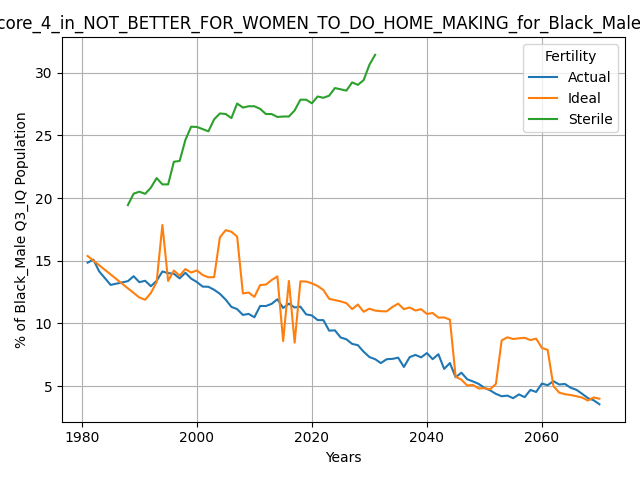 core_4_in_NOT_BETTER_FOR_WOMEN_TO_DO_HOME_MAKING_for_Black_Male
Fertility
Actual
Ideal
Sterile
% of Black_Male Q3_IQ Population
30
25
20
15
10
5
1980
2000
2020
2040
2060
Years